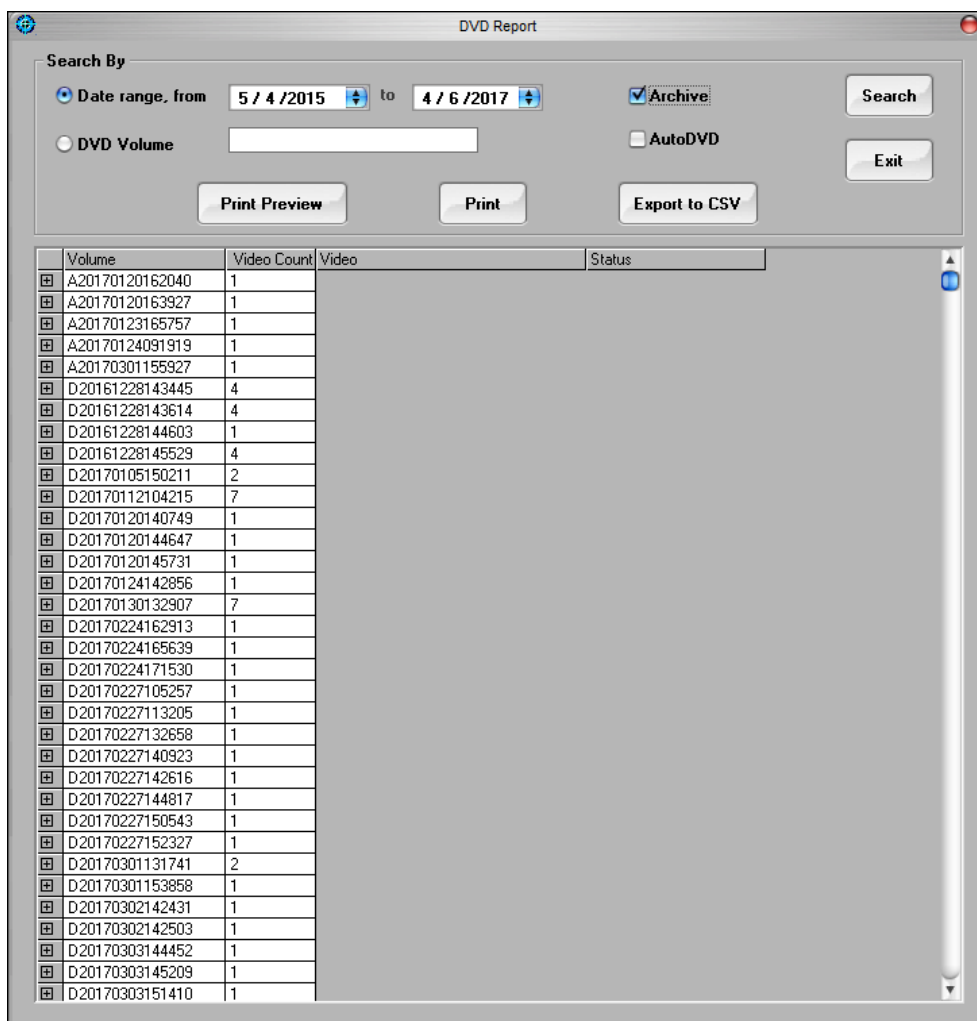 DVD Report
Search By
Date range, from 5 / 4 /2015 to 4 / 6 /2017 Archive Search
DVD Volume AutoDVD
Exit
Print Preview Print Export to CSV
Volume Video Count Video Status
A20170120162040 1
A20170120163927 1
A20170123165757 1
A20170124091919 1
A20170301155927 1
D20161228143445 4
D20161228143614 4
D20161228144603 1
D20161228145529 4
D20170105150211 2
D20170112104215 7
D20170120140749 1
D20170120144647 1
D20170120145731 1
D20170124142856 1
D20170130132907 7
D20170224162913 1
D20170224165639 1
D20170224171530 1
D20170227105257 1
D20170227113205 1
D20170227132658 1
D20170227140923 1
D20170227142616 1
D20170227144817 1
D20170227150543 1
D20170227152327 1
D20170301131741 2
D20170301153858 1
D20170302142431 1
D20170302142503 1
D20170303144452 1
D20170303145209 1
D20170303151410 1